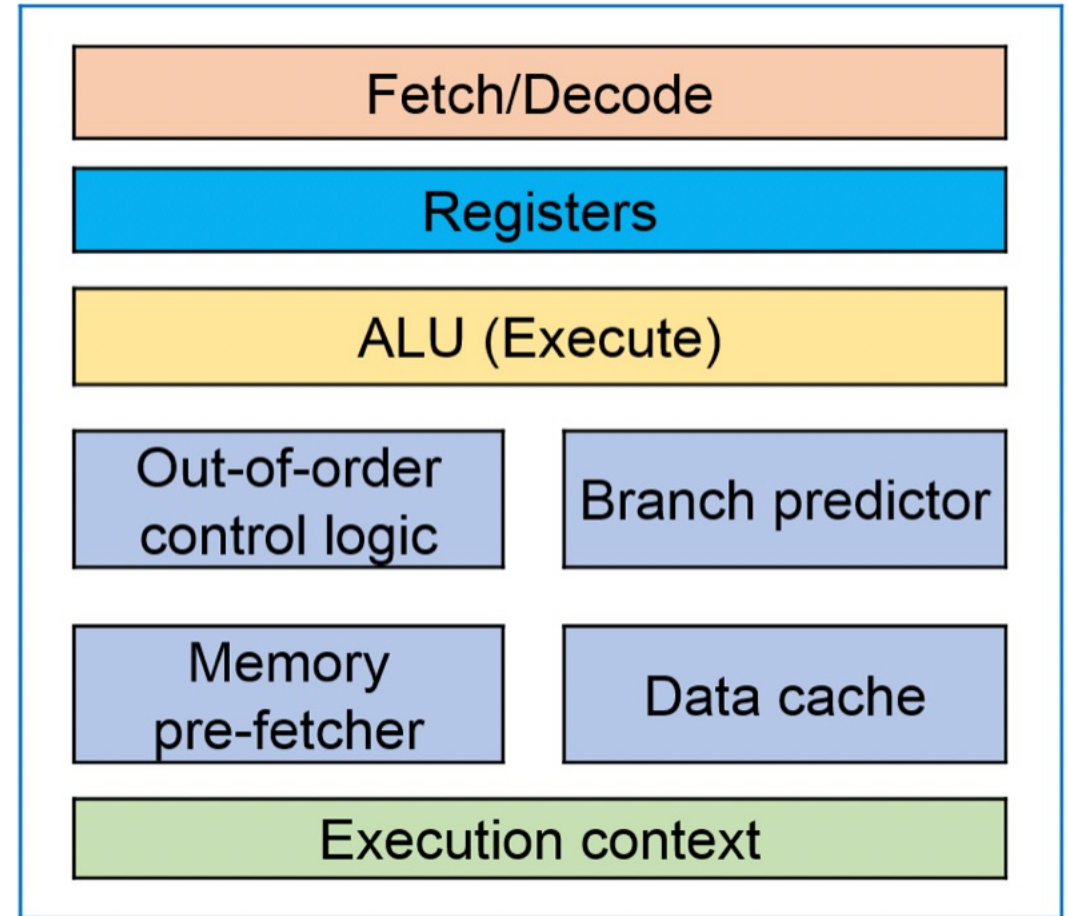 Fetch/Decode
Registers
ALU (Execute)
Out-of-order
control logic
Branch predictor
Memory
pre-fetcher
Data cache
Execution context